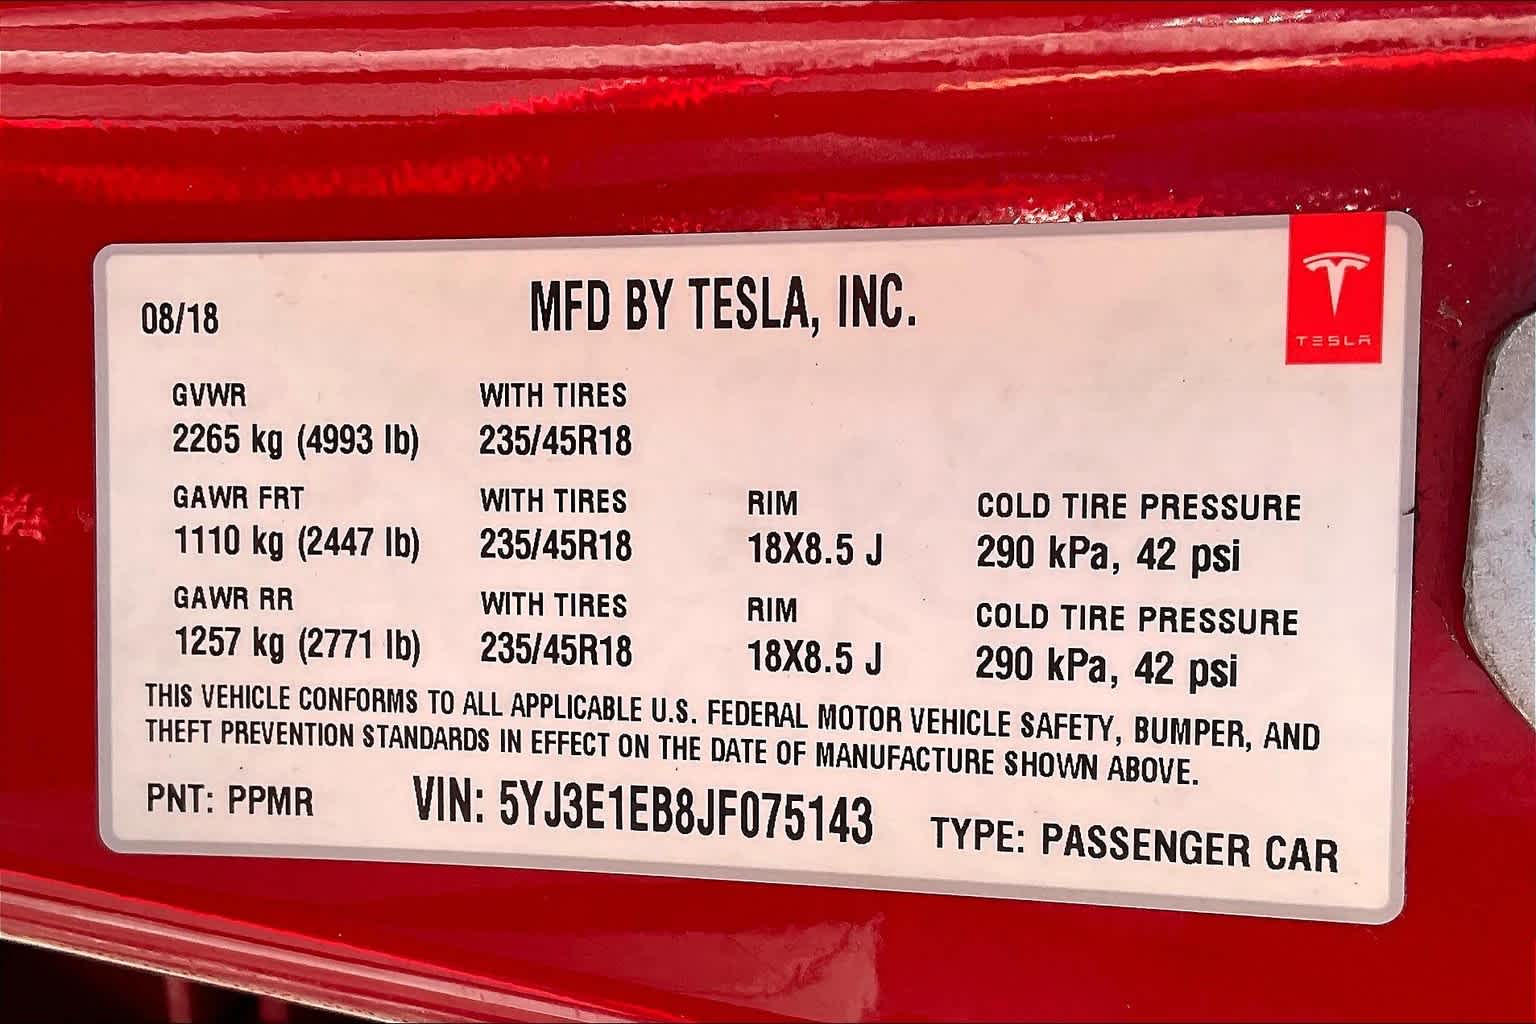 08/18
MFD BY TESLA, INC.
TESLA
GVWR
WITH TIRES
2265 kg (4993 lb)
235/45R18
GAWR FRT
WITH TIRES
RIM
COLD TIRE PRESSURE
1110 kg (2447 lb)
235/45R18
18X8.5 J
290 kPa, 42 psi
GAWR RR
WITH TIRES
RIM
COLD TIRE PRESSURE
1257 kg (2771 lb)
235/45R18
18X8.5 J
290 kPa, 42 psi
THIS VEHICLE CONFORMS TO ALL APPLICABLE U.S. FEDERAL MOTOR VEHICLE SAFETY, BUMPER, AND
THEFT PREVENTION STANDARDS IN EFFECT ON THE DATE OF MANUFACTURE SHOWN ABOVE.
PNT: PPMR
VIN: 5YJ3E1EB8JF075143
TYPE: PASSENGER CAR